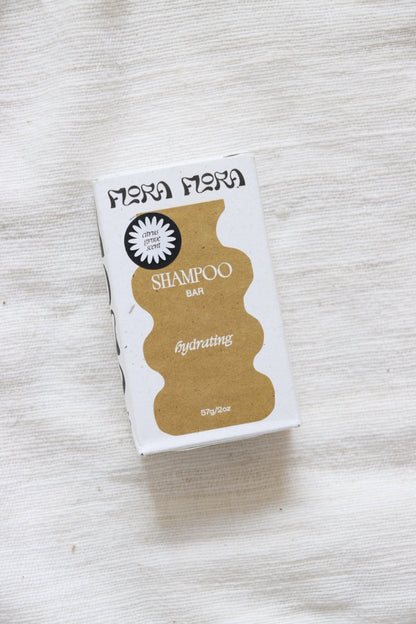 FLORA FLORA
citrus
grove
scent
SHAMPOO
BAR
hydrating
57g/2oz